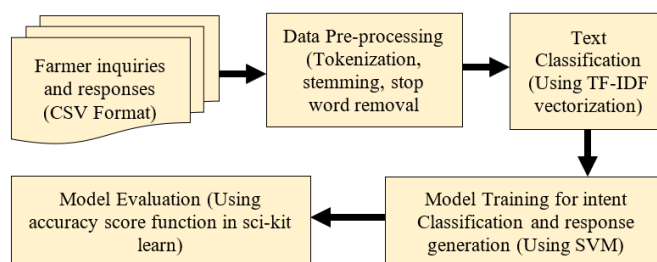 Farmer inquiries
and responses
(CSV Format)
Data Pre-processing
(Tokenization,
stemming, stop
word removal
Text
Classification
(Using TF-IDF
vectorization)
Model Training for intent
Classification and response
generation (Using SVM)
Model Evaluation (Using
accuracy score function in sci-kit
learn)